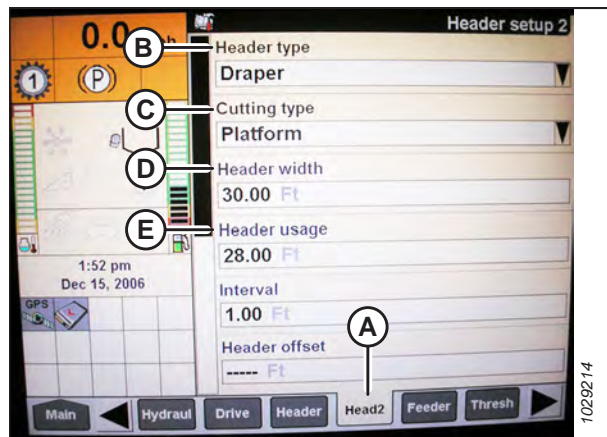 0.0
Header setup 2
B
Header type
Draper
1
(P)
C
Cutting type
Platform
D
Header width
30.00 Ft
E
Header usage
28.00 Ft
1:52 pm
Dec 15, 2006
Interval
1.00 Ft
GPS
A
Header offset
----- Ft
Main
Hydraul
Drive
Header
Head2
Feeder
Thresh
1029214